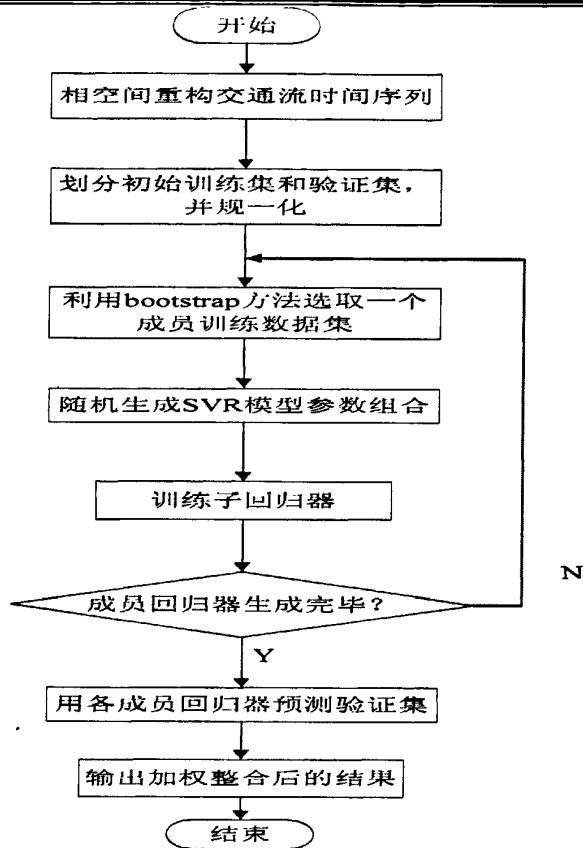 开始
相空间重构交通流时间序列
划分初始训练集和验证集，
并规一化
利用bootstrap方法选取一个
成员训练数据集
随机生成SVR模型参数组合
训练子回归器
成员回归器生成完毕？
N
Y
用各成员回归器预测验证集
输出加权整合后的结果
结束